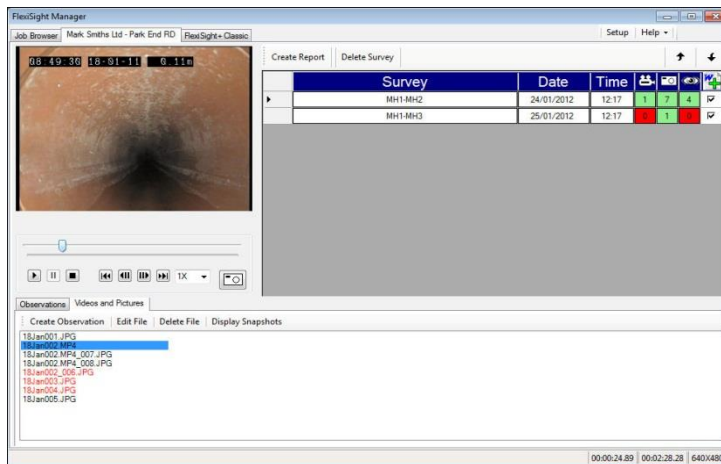 FlexiSight Manager
Job Browser Mark Smiths Ltd - Park End RD FlexiSight+ Classic Setup Help
08:49:30 18-01-11 0.11m
Create Report Delete Survey
Survey Date Time
MH1-MH2 24/01/2012 12:17 1 7 4
MH1-MH3 25/01/2012 12:17 0 1 0
1X
Observations Videos and Pictures
Create Observation Edit File Delete File Display Snapshots
18Jan001.JPG
18Jan002.MP4
18Jan002.MP4_007.JPG
18Jan002.MP4_008.JPG
18Jan002_006.JPG
18Jan003.JPG
18Jan004.JPG
18Jan005.JPG
00:00:24.89 00:02:28.28 640X480